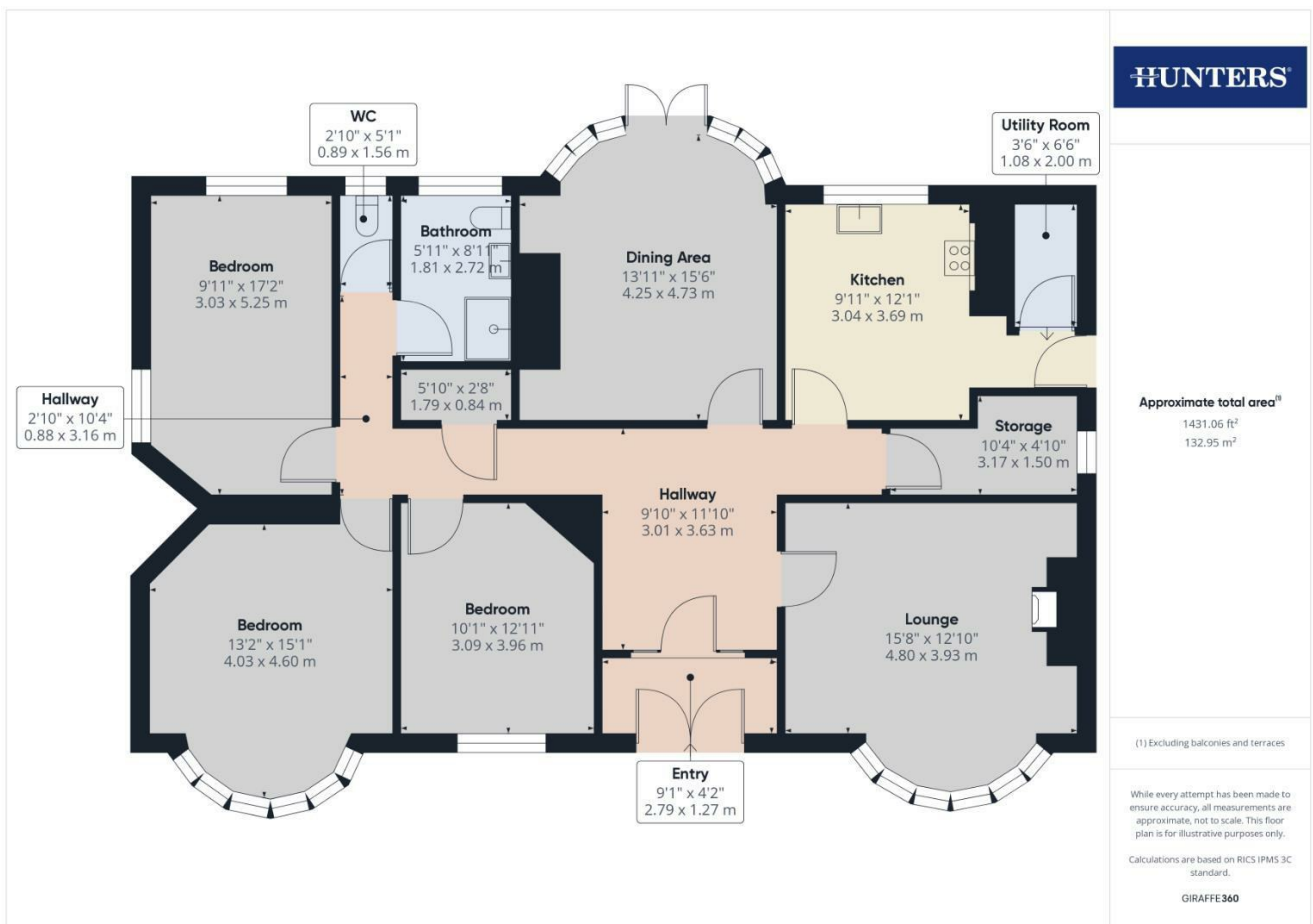 HUNTERS®
WC
2'10" x 5'1"
0.89 x 1.56 m
Utility Room
3'6" x 6'6"
1.08 x 2.00 m
Bedroom
9'11" x 17'2"
3.03 x 5.25 m
Bathroom
5'11" x 8'11"
1.81 x 2.72 m
Dining Area
13'11" x 15'6"
4.25 x 4.73 m
Kitchen
9'11" x 12'1"
3.04 x 3.69 m
Hallway
2'10" x 10'4"
0.88 x 3.16 m
5'10" x 2'8"
1.79 x 0.84 m
Storage
10'4" x 4'10"
3.17 x 1.50 m
Hallway
9'10" x 11'10"
3.01 x 3.63 m
Bedroom
13'2" x 15'1"
4.03 x 4.60 m
Bedroom
10'1" x 12'11"
3.09 x 3.96 m
Lounge
15'8" x 12'10"
4.80 x 3.93 m
Entry
9'1" x 4'2"
2.79 x 1.27 m
Approximate total area(1)
1431.06 ft²
132.95 m²
(1) Excluding balconies and terraces
While every attempt has been made to
ensure accuracy, all measurements are
approximate, not to scale. This floor
plan is for illustrative purposes only.
Calculations are based on RICS IPMS 3C
standard.
GIRAFFE360